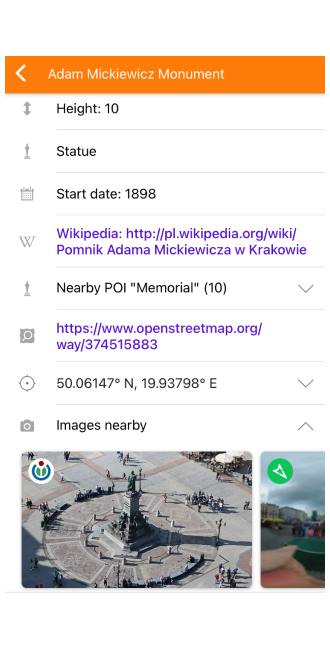 Adam Mickiewicz Monument
Height: 10
Statue
Start date: 1898
Wikipedia: http://pl.wikipedia.org/wiki/
Pomnik Adama Mickiewicza w Krakowie
Nearby POI "Memorial" (10)
https://www.openstreetmap.org/
way/374515883
50.06147° N, 19.93798° E
Images nearby